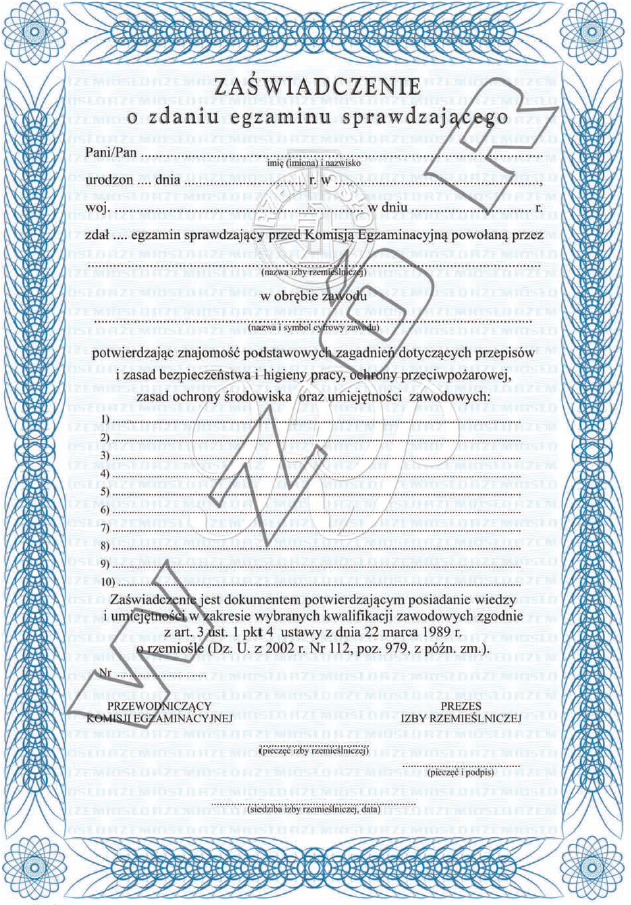 ZAŚWIADCZENIE
o zdaniu egzaminu sprawdzającego
Pani/Pan ....................
imię (imiona) i nazwisko
urodzon .... dnia .................... r. w ....................,
woj. .................... w dniu .................... r.
zdał .... egzamin sprawdzający przed Komisją Egzaminacyjną powołaną przez
....................
(nazwa izby rzemieślniczej)
w obrębie zawodu
....................
(nazwa i symbol cyfrowy zawodu)
potwierdzając znajomość podstawowych zagadnień dotyczących przepisów
i zasad bezpieczeństwa i higieny pracy, ochrony przeciwpożarowej,
zasad ochrony środowiska oraz umiejętności zawodowych:
1) ....................
2) ....................
3) ....................
4) ....................
5) ....................
6) ....................
7) ....................
8) ....................
9) ....................
10) ....................
Zaświadczenie jest dokumentem potwierdzającym posiadanie wiedzy
i umiejętności w zakresie wybranych kwalifikacji zawodowych zgodnie
z art. 3 ust. 1 pkt 4 ustawy z dnia 22 marca 1989 r.
o rzemiośle (Dz. U. z 2002 r. Nr 112, poz. 979, z późn. zm.).
Nr ....................
PRZEWODNICZĄCY PREZES
KOMISJI EGZAMINACYJNEJ IZBY RZEMIEŚLNICZEJ
(pieczęć izby rzemieślniczej)
....................
(pieczęć i podpis)
....................
(siedziba izby rzemieślniczej, data)
WZÓR
RZEMIOSŁO